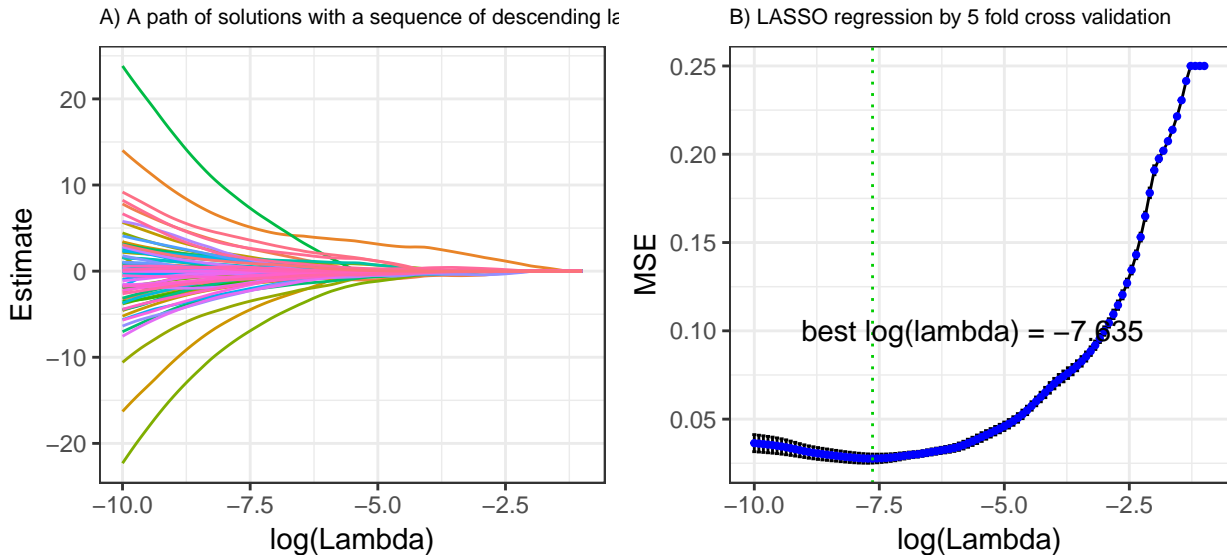 A) A path of solutions with a sequence of descending la
B) LASSO regression by 5 fold cross validation
Estimate
20
10
0
−10
−20
−10.0
−7.5
−5.0
−2.5
log(Lambda)
MSE
0.25
0.20
0.15
0.10
0.05
best log(lambda) = −7.635
−10.0
−7.5
−5.0
−2.5
log(Lambda)